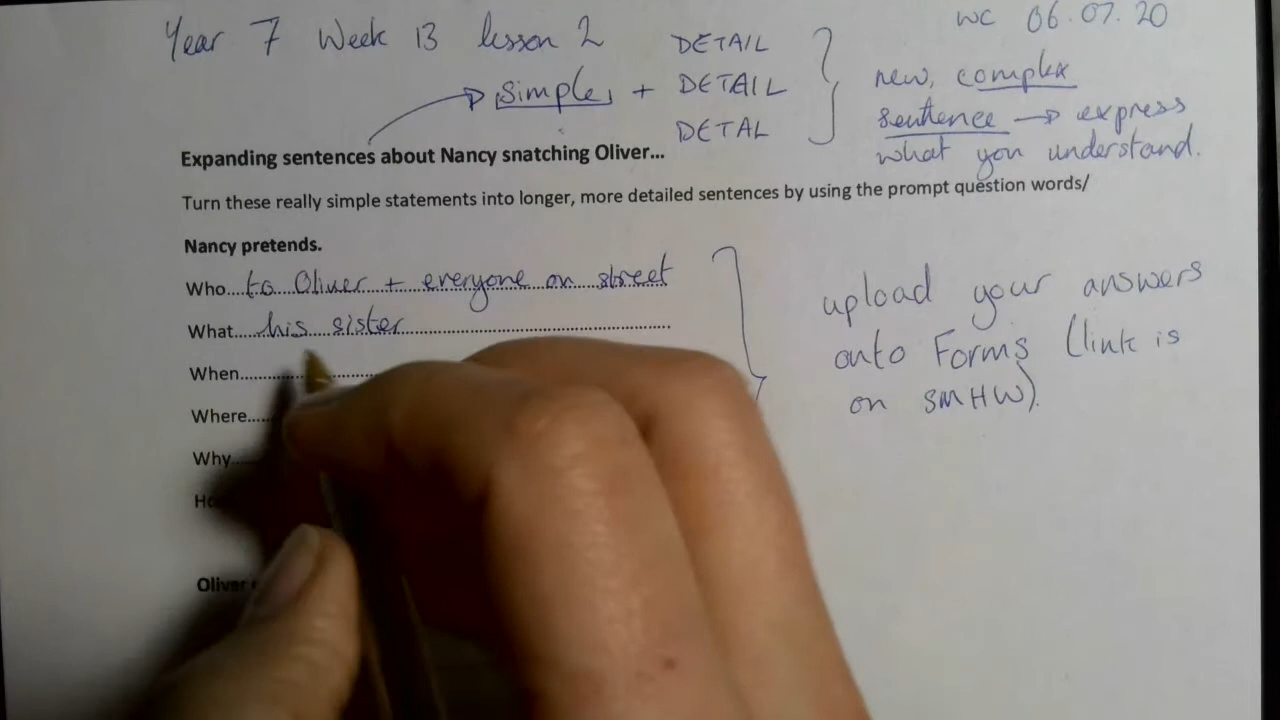 Year 7 Week 13 lesson 2
WC 06.07.20
DETAIL
simple + DETAIL
DETAL
new, complex
sentence → express
what you understand.
Expanding sentences about Nancy snatching Oliver...
Turn these really simple statements into longer, more detailed sentences by using the prompt question words/
Nancy pretends.
Who...to Oliver + everyone on street
What...his sister
When...
Where...
Why...
upload your answers
onto Forms (link is
on SMHW).
Oliver